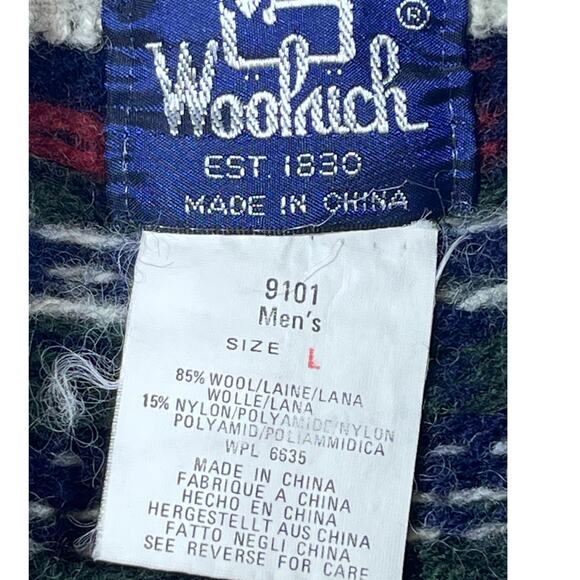 ®
Woolrich
EST. 1830
MADE IN CHINA
9101
Men's
SIZE L
85% WOOL/LAINE/LANA
WOLLE/LANA
15% NYLON/POLYAMIDE/NYLON
POLYAMID/POLIAMMIDICA
WPL 6635
MADE IN CHINA
FABRIQUE A CHINA
HECHO EN CHINA
HERGESTELLT AUS CHINA
FATTO NEGLI CHINA
SEE REVERSE FOR CARE